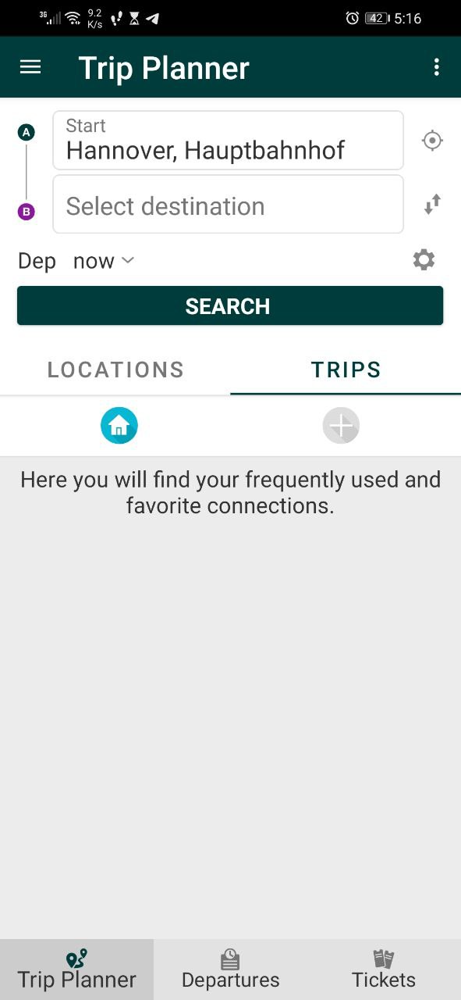 3G
9.2
K/s
42
5:16
Trip Planner
A
Start
Hannover, Hauptbahnhof
B
Select destination
Dep now
SEARCH
LOCATIONS
TRIPS
Here you will find your frequently used and
favorite connections.
Trip Planner
Departures
Tickets